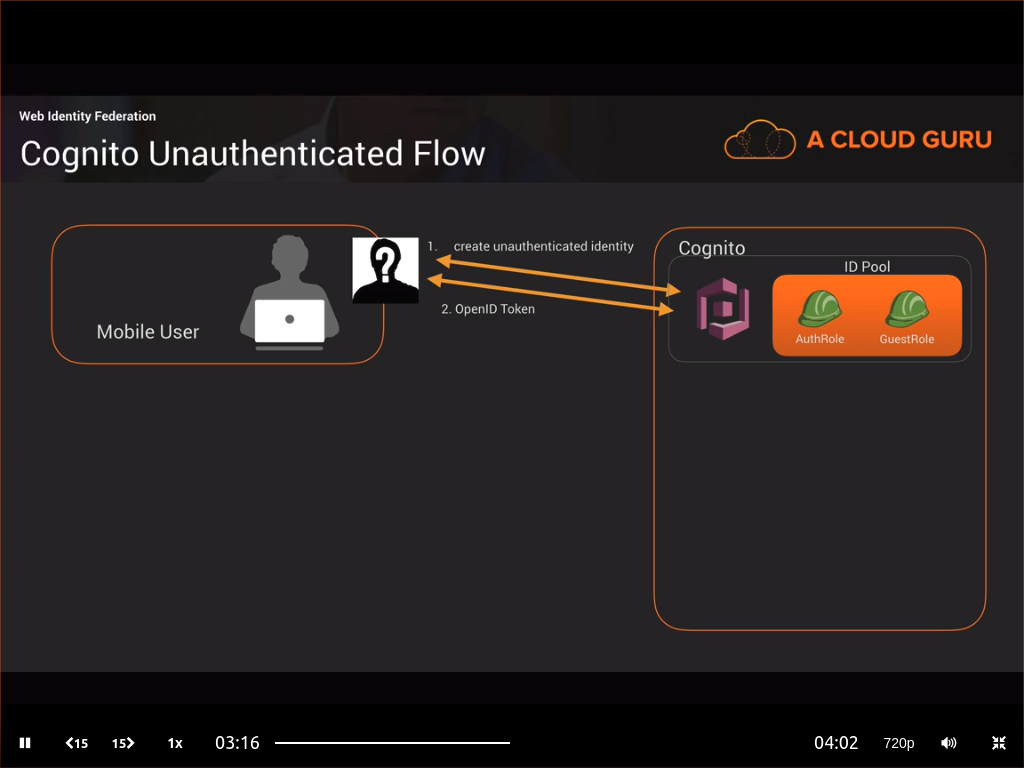 Web Identity Federation
Cognito Unauthenticated Flow
A CLOUD GURU
1. create unauthenticated identity
2. OpenID Token
Mobile User
Cognito
ID Pool
AuthRole
GuestRole
15
15
1x
03:16
04:02
720p